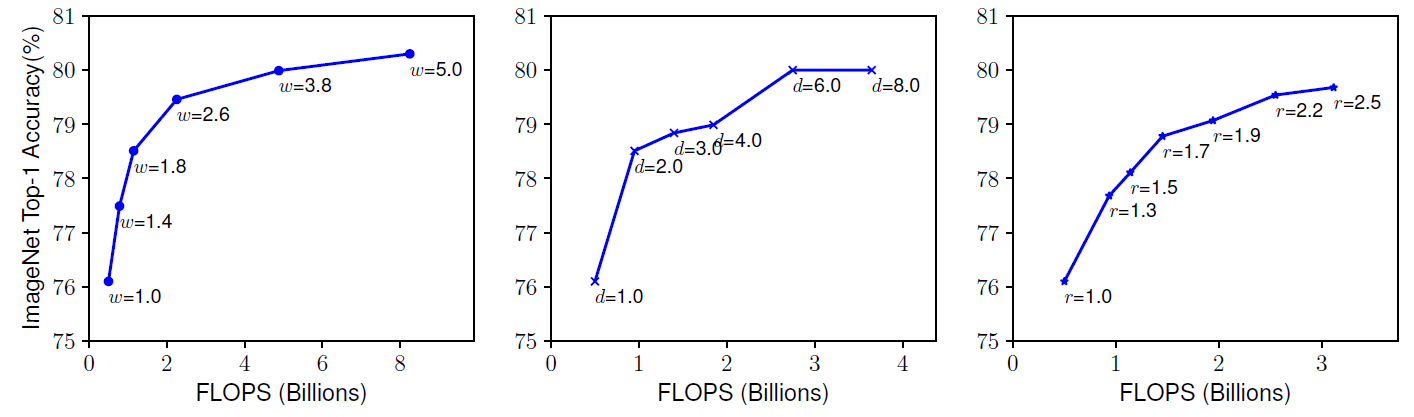 ImageNet Top-1 Accuracy(%)
81
80
79
78
77
76
75
0
2
4
6
8
FLOPS (Billions)
w=1.0
w=1.4
w=1.8
w=2.6
w=3.8
w=5.0
81
80
79
78
77
76
75
0
1
2
3
4
FLOPS (Billions)
d=1.0
d=2.0
d=3.0
d=4.0
d=6.0
d=8.0
81
80
79
78
77
76
75
0
1
2
3
FLOPS (Billions)
r=1.0
r=1.3
r=1.5
r=1.7
r=1.9
r=2.2
r=2.5